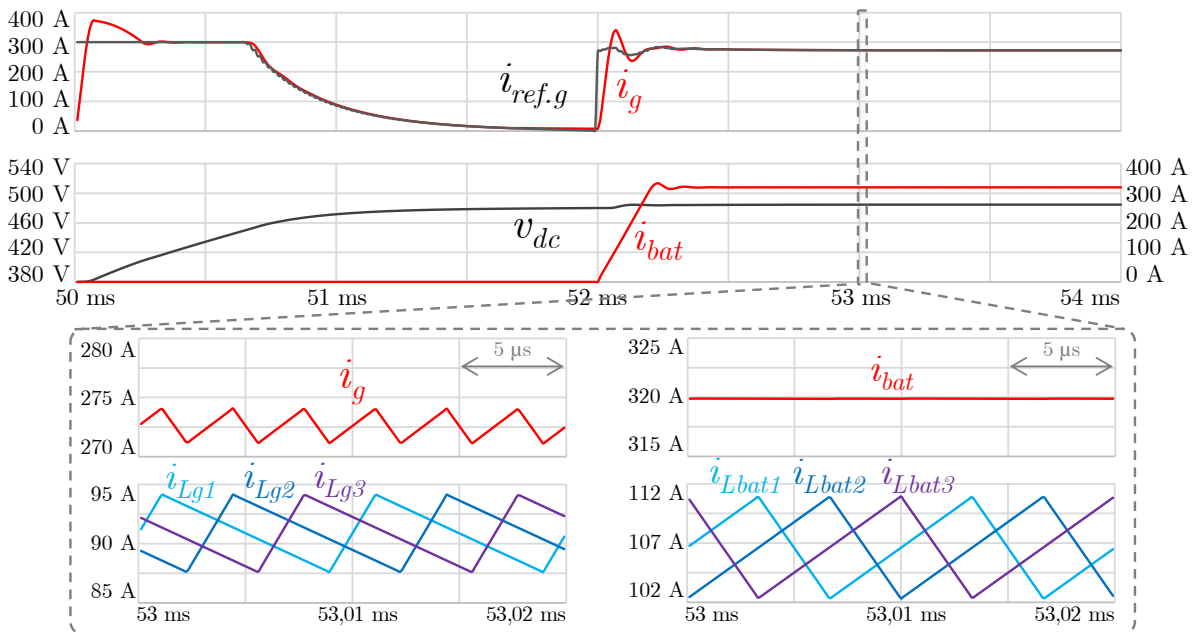 400 A
300 A
200 A
100 A
0 A
i_ref.g
i_g
540 V
500 V
460 V
420 V
380 V
v_dc
i_bat
400 A
300 A
200 A
100 A
0 A
50 ms
51 ms
52 ms
53 ms
54 ms
280 A
275 A
270 A
i_g
5 µs
95 A
90 A
85 A
i_Lg1
i_Lg2
i_Lg3
53 ms
53,01 ms
53,02 ms
325 A
320 A
315 A
i_bat
5 µs
112 A
107 A
102 A
i_Lbat1
i_Lbat2
i_Lbat3
53 ms
53,01 ms
53,02 ms